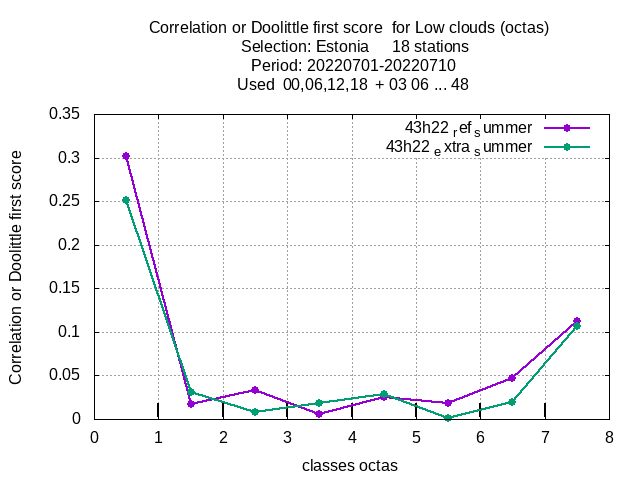 Correlation or Doolittle first score  for Low clouds (octas)
Selection: Estonia     18 stations
Period: 20220701-20220710
Used  00,06,12,18  + 03 06 ... 48
43h22 ref summer
43h22 extra summer
Correlation or Doolittle first score
0.35
0.3
0.25
0.2
0.15
0.1
0.05
0
0 1 2 3 4 5 6 7 8
classes octas